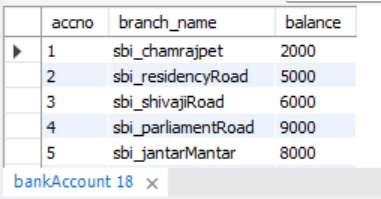 accno branch_name balance
1 sbi_chamrajpet 2000
2 sbi_residencyRoad 5000
3 sbi_shivajiRoad 6000
4 sbi_parliamentRoad 9000
5 sbi_jantarMantar 8000
bankAccount 18 ×